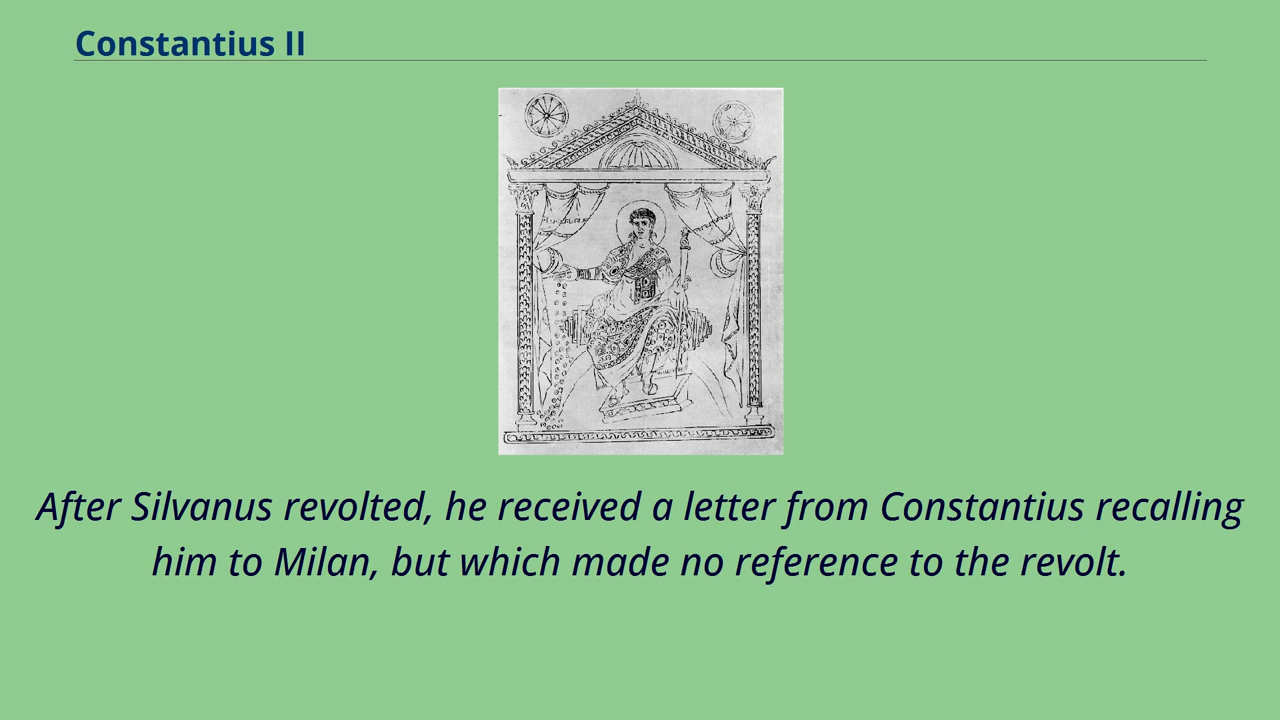 Constantius II
After Silvanus revolted, he received a letter from Constantius recalling
him to Milan, but which made no reference to the revolt.